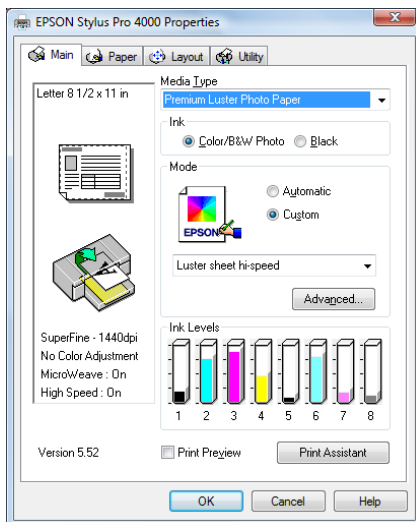 EPSON Stylus Pro 4000 Properties
Main
Paper
Layout
Utility
Letter 8 1/2 x 11 in
Media Type
Premium Luster Photo Paper
Ink
Color/B&W Photo
Black
Mode
Automatic
Custom
EPSON
Luster sheet hi-speed
Advanced...
SuperFine - 1440dpi
No Color Adjustment
MicroWeave : On
High Speed : On
Ink Levels
1 2 3 4 5 6 7 8
Version 5.52
Print Preview
Print Assistant
OK
Cancel
Help